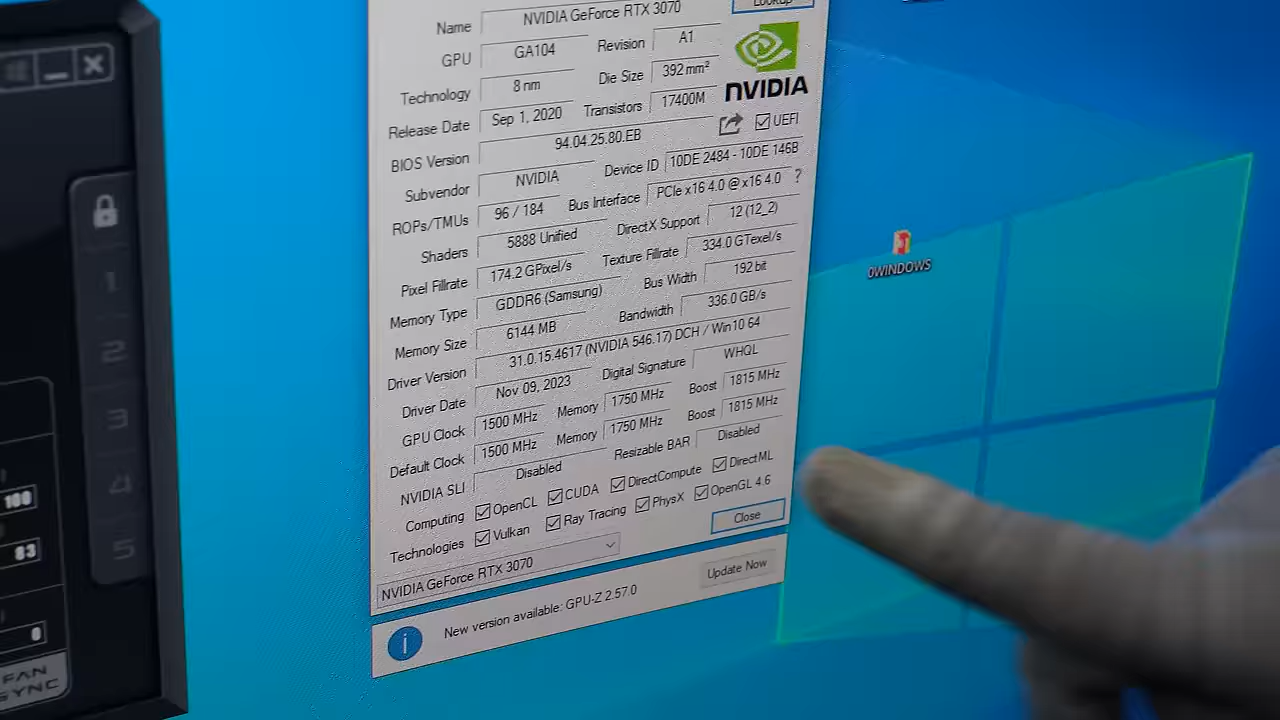 Lookup
Name NVIDIA GeForce RTX 3070
GPU GA104 Revision A1
Technology 8 nm Die Size 392 mm²
Release Date Sep 1, 2020 Transistors 17400M
NVIDIA
BIOS Version 94.04.25.80.EB UEFI
Subvendor NVIDIA Device ID 10DE 2484 - 10DE 146B
ROPs/TMUs 96 / 184 Bus Interface PCIe x16 4.0 @ x16 4.0 ?
Shaders 5888 Unified DirectX Support 12 (12_2)
Pixel Fillrate 174.2 GPixel/s Texture Fillrate 334.0 GTexel/s
Memory Type GDDR6 (Samsung) Bus Width 192 bit
Memory Size 6144 MB Bandwidth 336.0 GB/s
Driver Version 31.0.15.4617 (NVIDIA 546.17) DCH / Win10 64
Driver Date Nov 09, 2023 Digital Signature WHQL
GPU Clock 1500 MHz Memory 1750 MHz Boost 1815 MHz
Default Clock 1500 MHz Memory 1750 MHz Boost 1815 MHz
NVIDIA SLI Disabled Resizable BAR Disabled
Computing OpenCL CUDA DirectCompute DirectML
Technologies Vulkan Ray Tracing PhysX OpenGL 4.6
NVIDIA GeForce RTX 3070 Close
New version available: GPU-Z 2.57.0 Update Now
0WINDOWS
1
2
3
4
5
100
83
0
FAN
SYNC